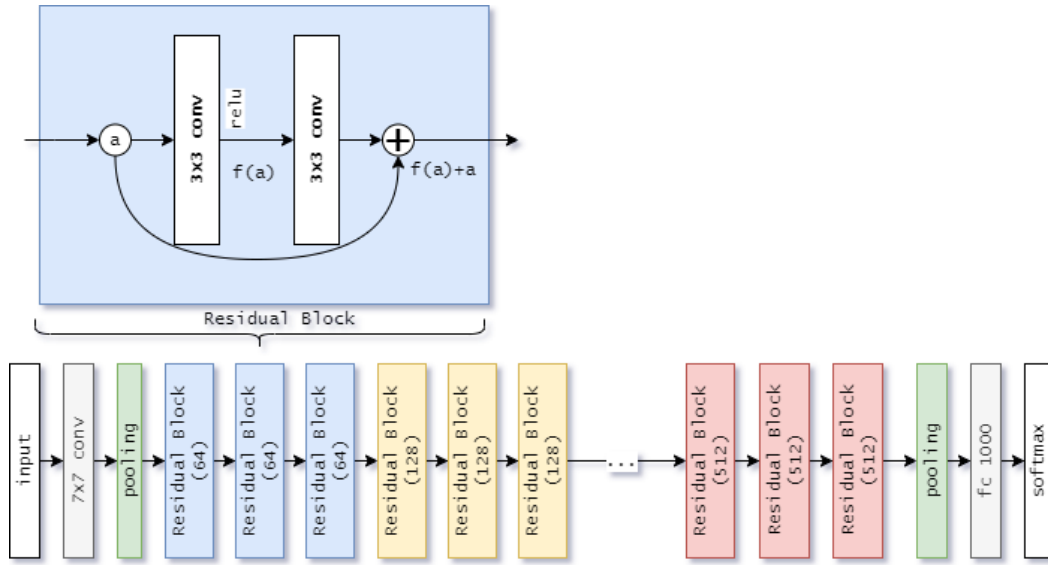 a
3x3 conv
relu
f(a)
3x3 conv
+
f(a)+a
Residual Block
input
7x7 conv
pooling
Residual Block
(64)
Residual Block
(64)
Residual Block
(64)
Residual Block
(128)
Residual Block
(128)
Residual Block
(128)
...
Residual Block
(512)
Residual Block
(512)
Residual Block
(512)
pooling
fc 1000
softmax